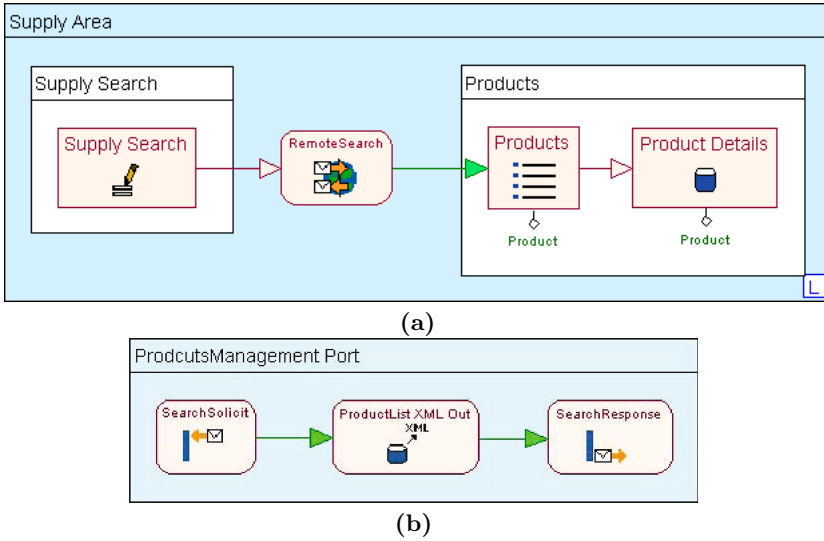 Supply Area
Supply Search
Supply Search
RemoteSearch
Products
Products
Product
Product Details
Product
L
(a)
ProdcutsManagement Port
SearchSolicit
ProductList XML Out
XML
SearchResponse
(b)